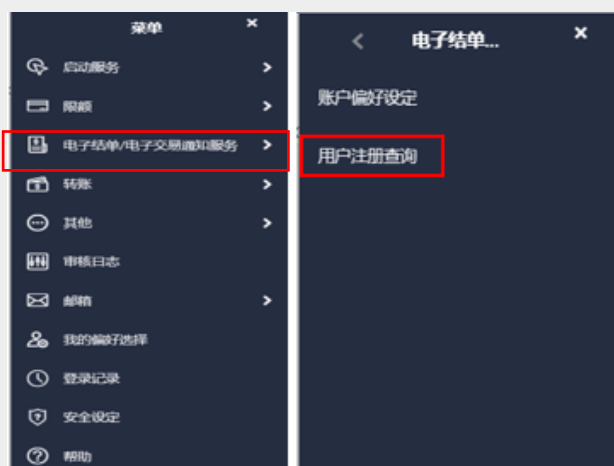 菜单
启动服务
限额
电子结单/电子交易通知服务
转账
其他
审核日志
邮箱
我的偏好选择
登录记录
安全设定
帮助
电子结单...
账户偏好设定
用户注册查询